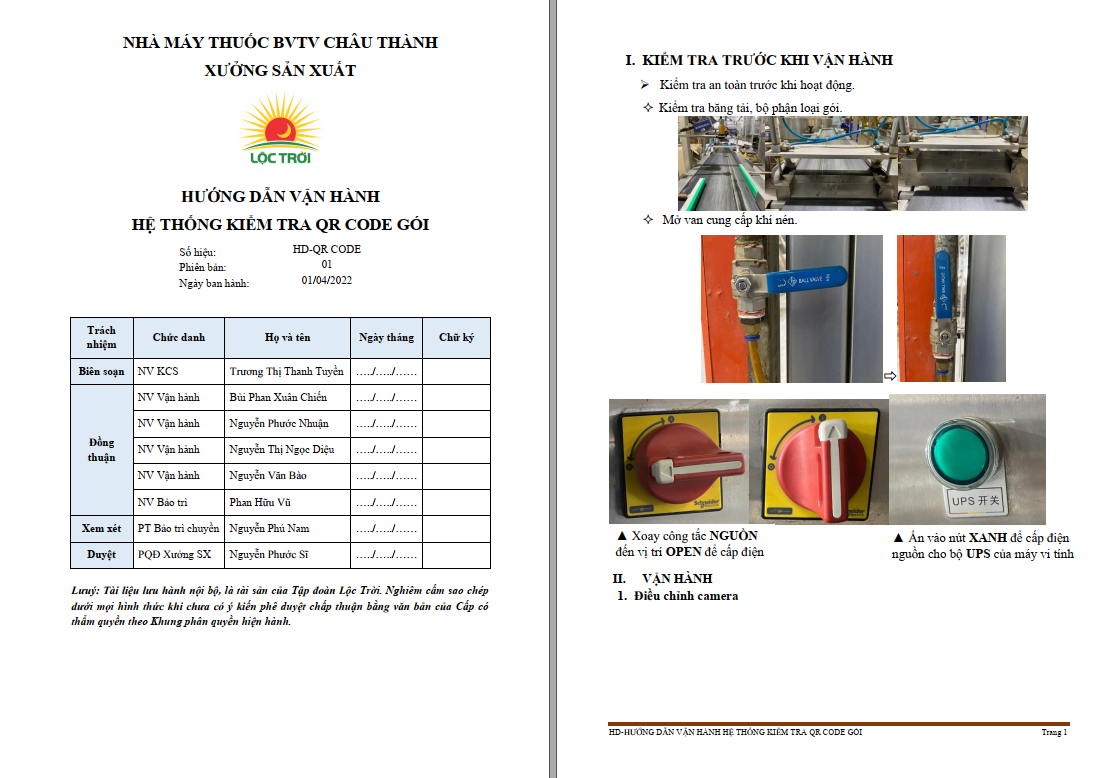 NHÀ MÁY THUỐC BVTV CHÂU THÀNH
XƯỞNG SẢN XUẤT
LỘC TRỜI
HƯỚNG DẪN VẬN HÀNH
HỆ THỐNG KIỂM TRA QR CODE GÓI
Số hiệu: HD-QR CODE
Phiên bản: 01
Ngày ban hành: 01/04/2022
Trách nhiệm Chức danh Họ và tên Ngày tháng Chữ ký
Biên soạn NV KCS Trương Thị Thanh Tuyền …../…../……
Đồng thuận NV Vận hành Bùi Phan Xuân Chiến …../…../……
NV Vận hành Nguyễn Phước Nhuận …../…../……
NV Vận hành Nguyễn Thị Ngọc Diệu …../…../……
NV Vận hành Nguyễn Văn Bảo …../…../……
NV Bảo trì Phan Hữu Vũ …../…../……
Xem xét PT Bảo trì chuyền Nguyễn Phú Nam …../…../……
Duyệt PQĐ Xưởng SX Nguyễn Phước Sĩ …../…../……
Lưuý: Tài liệu lưu hành nội bộ, là tài sản của Tập đoàn Lộc Trời. Nghiêm cấm sao chép
dưới mọi hình thức khi chưa có ý kiến phê duyệt chấp thuận bằng văn bản của Cấp có
thẩm quyền theo Khung phân quyền hiện hành.
I. KIỂM TRA TRƯỚC KHI VẬN HÀNH
➢ Kiểm tra an toàn trước khi hoạt động.
✧ Kiểm tra băng tải, bộ phận loại gói.
✧ Mở van cung cấp khí nén.
BALL VALVE
Schneider
Schneider
UPS 开关
▲ Xoay công tắc NGUỒN
đến vị trí OPEN để cấp điện
▲ Ấn vào nút XANH để cấp điện
nguồn cho bộ UPS của máy vi tính
II. VẬN HÀNH
1. Điều chỉnh camera
HD-HƯỚNG DẪN VẬN HÀNH HỆ THỐNG KIỂM TRA QR CODE GÓI Trang 1